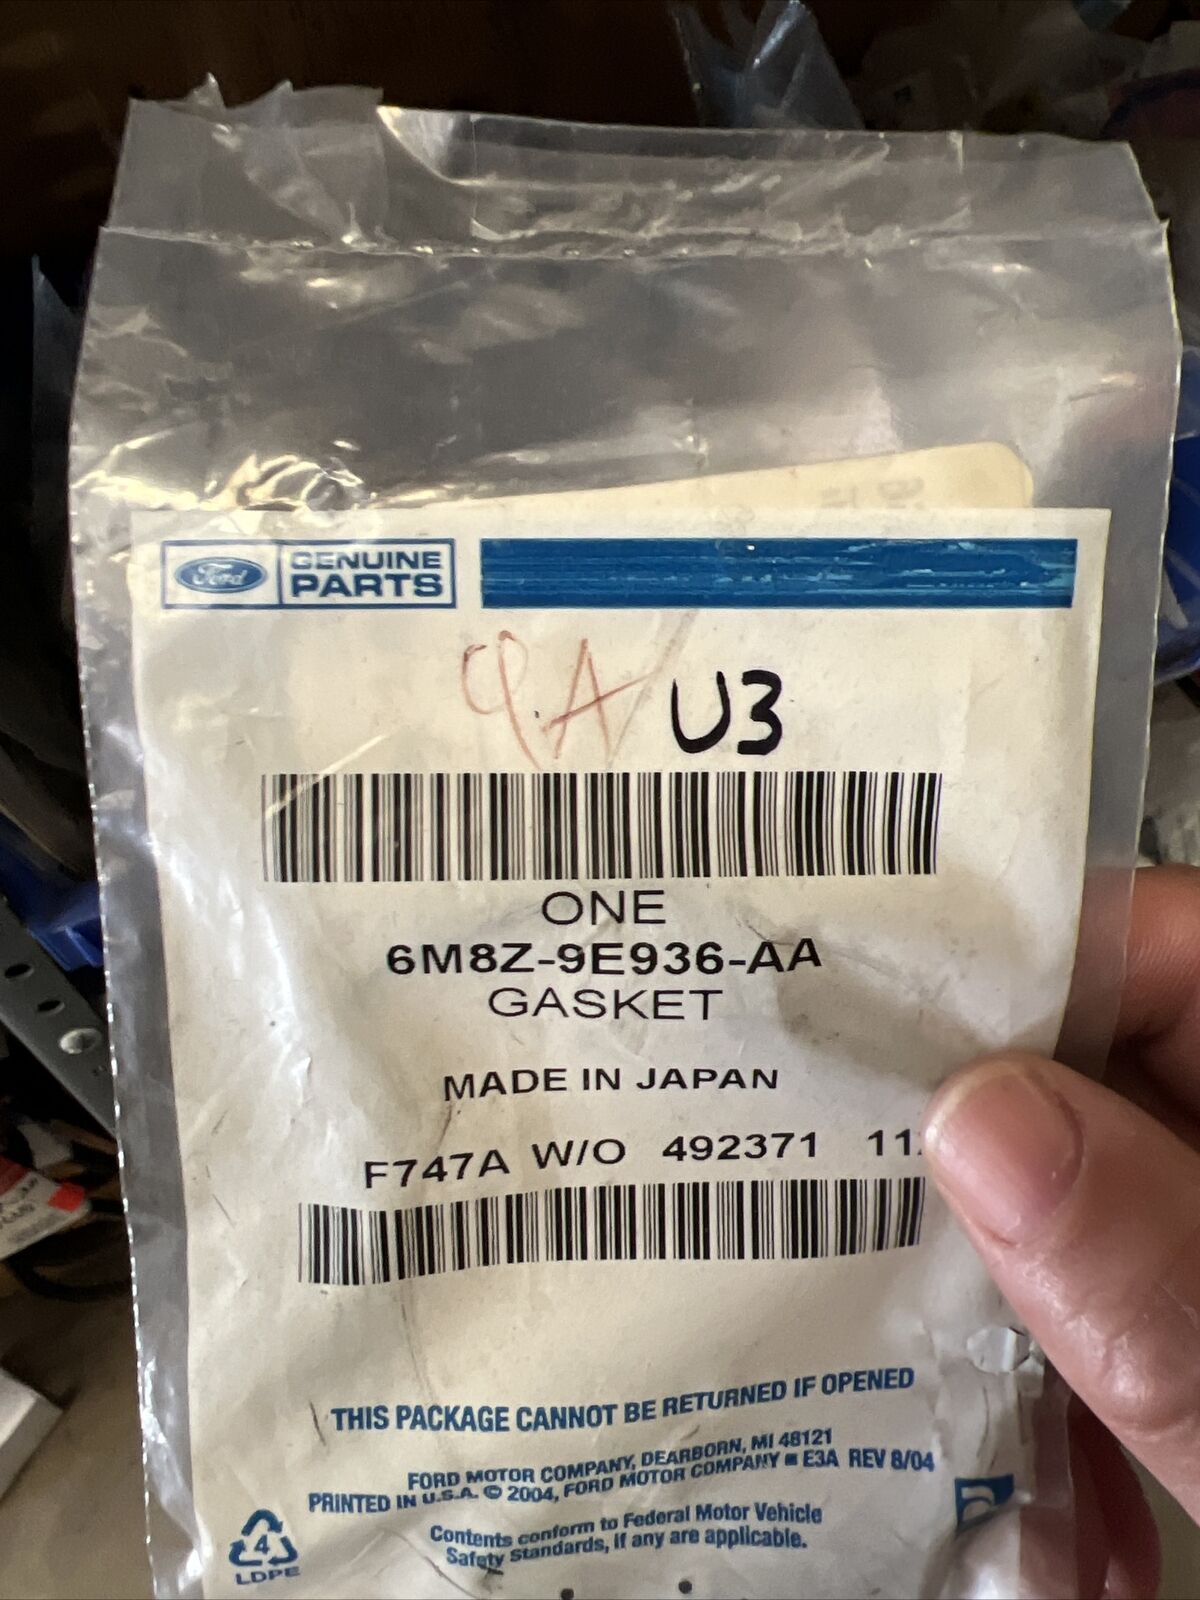 Ford GENUINE PARTS
U3
ONE
6M8Z-9E936-AA
GASKET
MADE IN JAPAN
F747A W/O 492371 11
THIS PACKAGE CANNOT BE RETURNED IF OPENED
FORD MOTOR COMPANY, DEARBORN, MI 48121
PRINTED IN U.S.A. © 2004, FORD MOTOR COMPANY ■ E3A REV 8/04
Contents conform to Federal Motor Vehicle
Safety Standards, if any are applicable.
4
LDPE